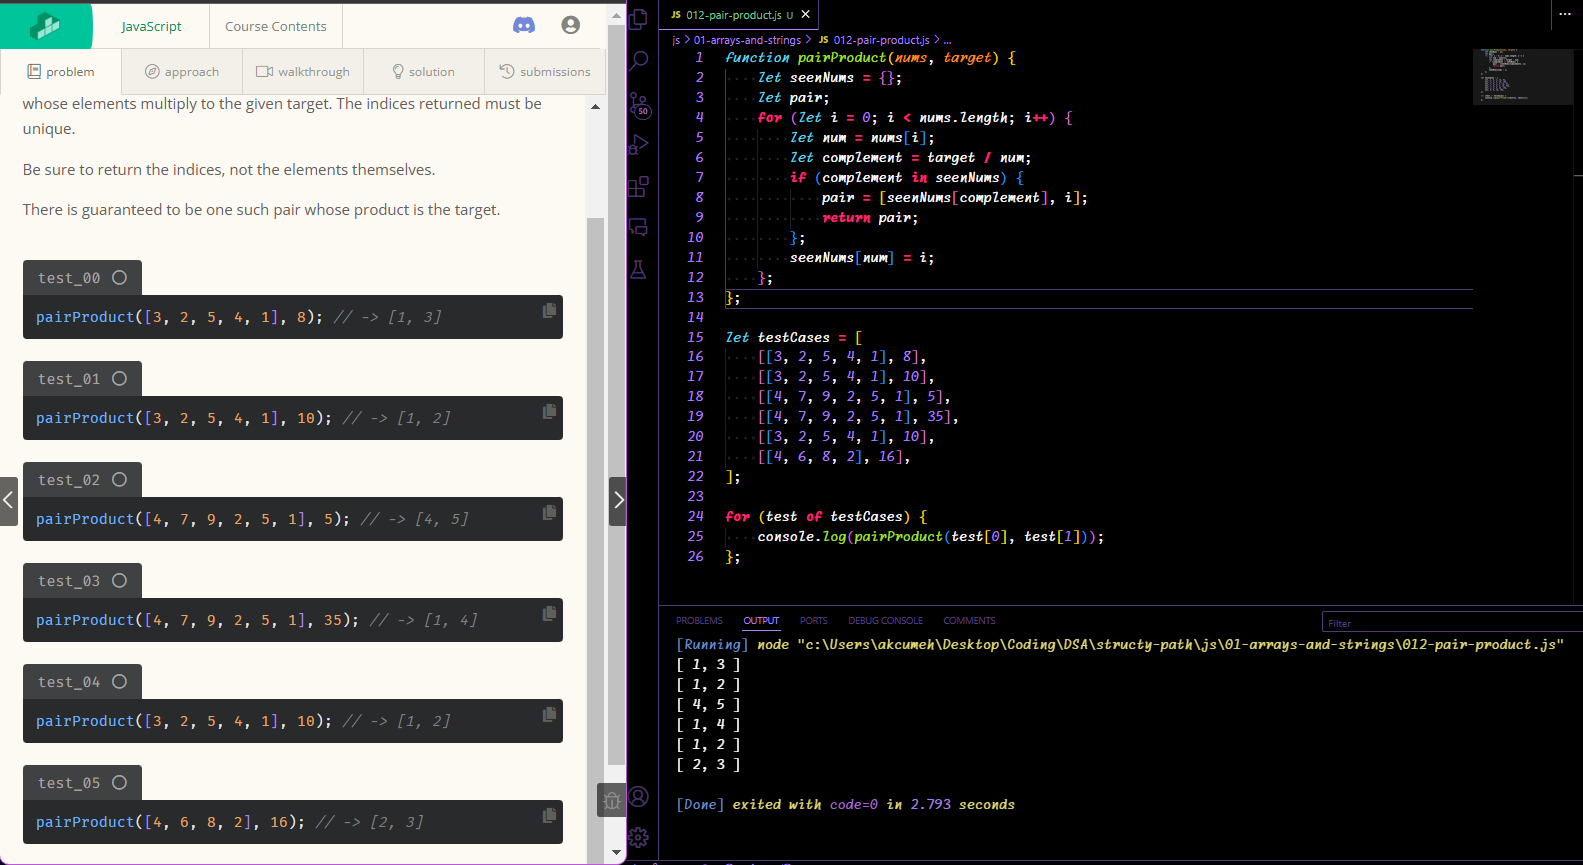 JavaScript
Course Contents
problem
approach
walkthrough
solution
submissions
whose elements multiply to the given target. The indices returned must be
unique.
Be sure to return the indices, not the elements themselves.
There is guaranteed to be one such pair whose product is the target.
test_00
pairProduct([3, 2, 5, 4, 1], 8); // -> [1, 3]
test_01
pairProduct([3, 2, 5, 4, 1], 10); // -> [1, 2]
test_02
pairProduct([4, 7, 9, 2, 5, 1], 5); // -> [4, 5]
test_03
pairProduct([4, 7, 9, 2, 5, 1], 35); // -> [1, 4]
test_04
pairProduct([3, 2, 5, 4, 1], 10); // -> [1, 2]
test_05
pairProduct([4, 6, 8, 2], 16); // -> [2, 3]
50
JS 012-pair-product.js U
js > 01-arrays-and-strings > JS 012-pair-product.js > ...
1 function pairProduct(nums, target) {
2 let seenNums = {};
3 let pair;
4 for (let i = 0; i < nums.length; i++) {
5 let num = nums[i];
6 let complement = target / num;
7 if (complement in seenNums) {
8 pair = [seenNums[complement], i];
9 return pair;
10 };
11 seenNums[num] = i;
12 };
13 };
14
15 let testCases = [
16 [[3, 2, 5, 4, 1], 8],
17 [[3, 2, 5, 4, 1], 10],
18 [[4, 7, 9, 2, 5, 1], 5],
19 [[4, 7, 9, 2, 5, 1], 35],
20 [[3, 2, 5, 4, 1], 10],
21 [[4, 6, 8, 2], 16],
22 ];
23
24 for (test of testCases) {
25 console.log(pairProduct(test[0], test[1]));
26 };
PROBLEMS OUTPUT PORTS DEBUG CONSOLE COMMENTS
Filter
[Running] node "c:\Users\akcumeh\Desktop\Coding\DSA\structy-path\js\01-arrays-and-strings\012-pair-product.js"
[ 1, 3 ]
[ 1, 2 ]
[ 4, 5 ]
[ 1, 4 ]
[ 1, 2 ]
[ 2, 3 ]
[Done] exited with code=0 in 2.793 seconds